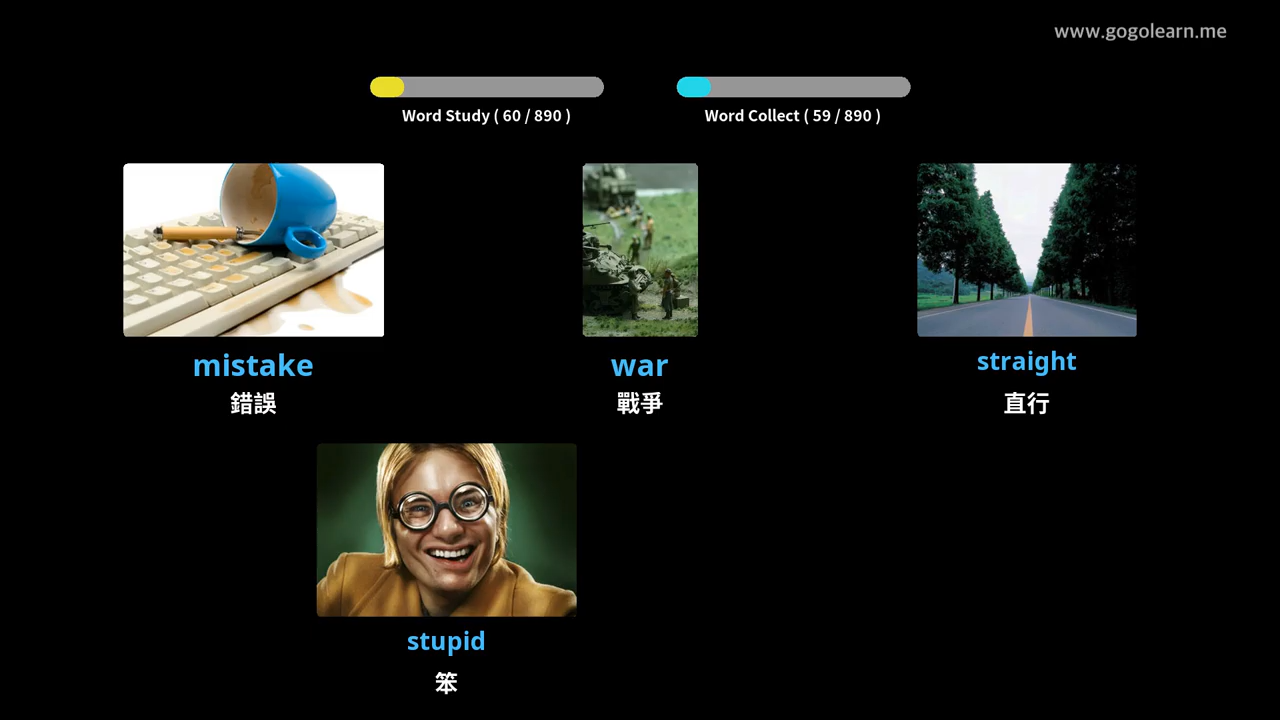 www.gogolearn.me
Word Study ( 60 / 890 )
Word Collect ( 59 / 890 )
mistake
錯誤
war
戰爭
straight
直行
stupid
笨